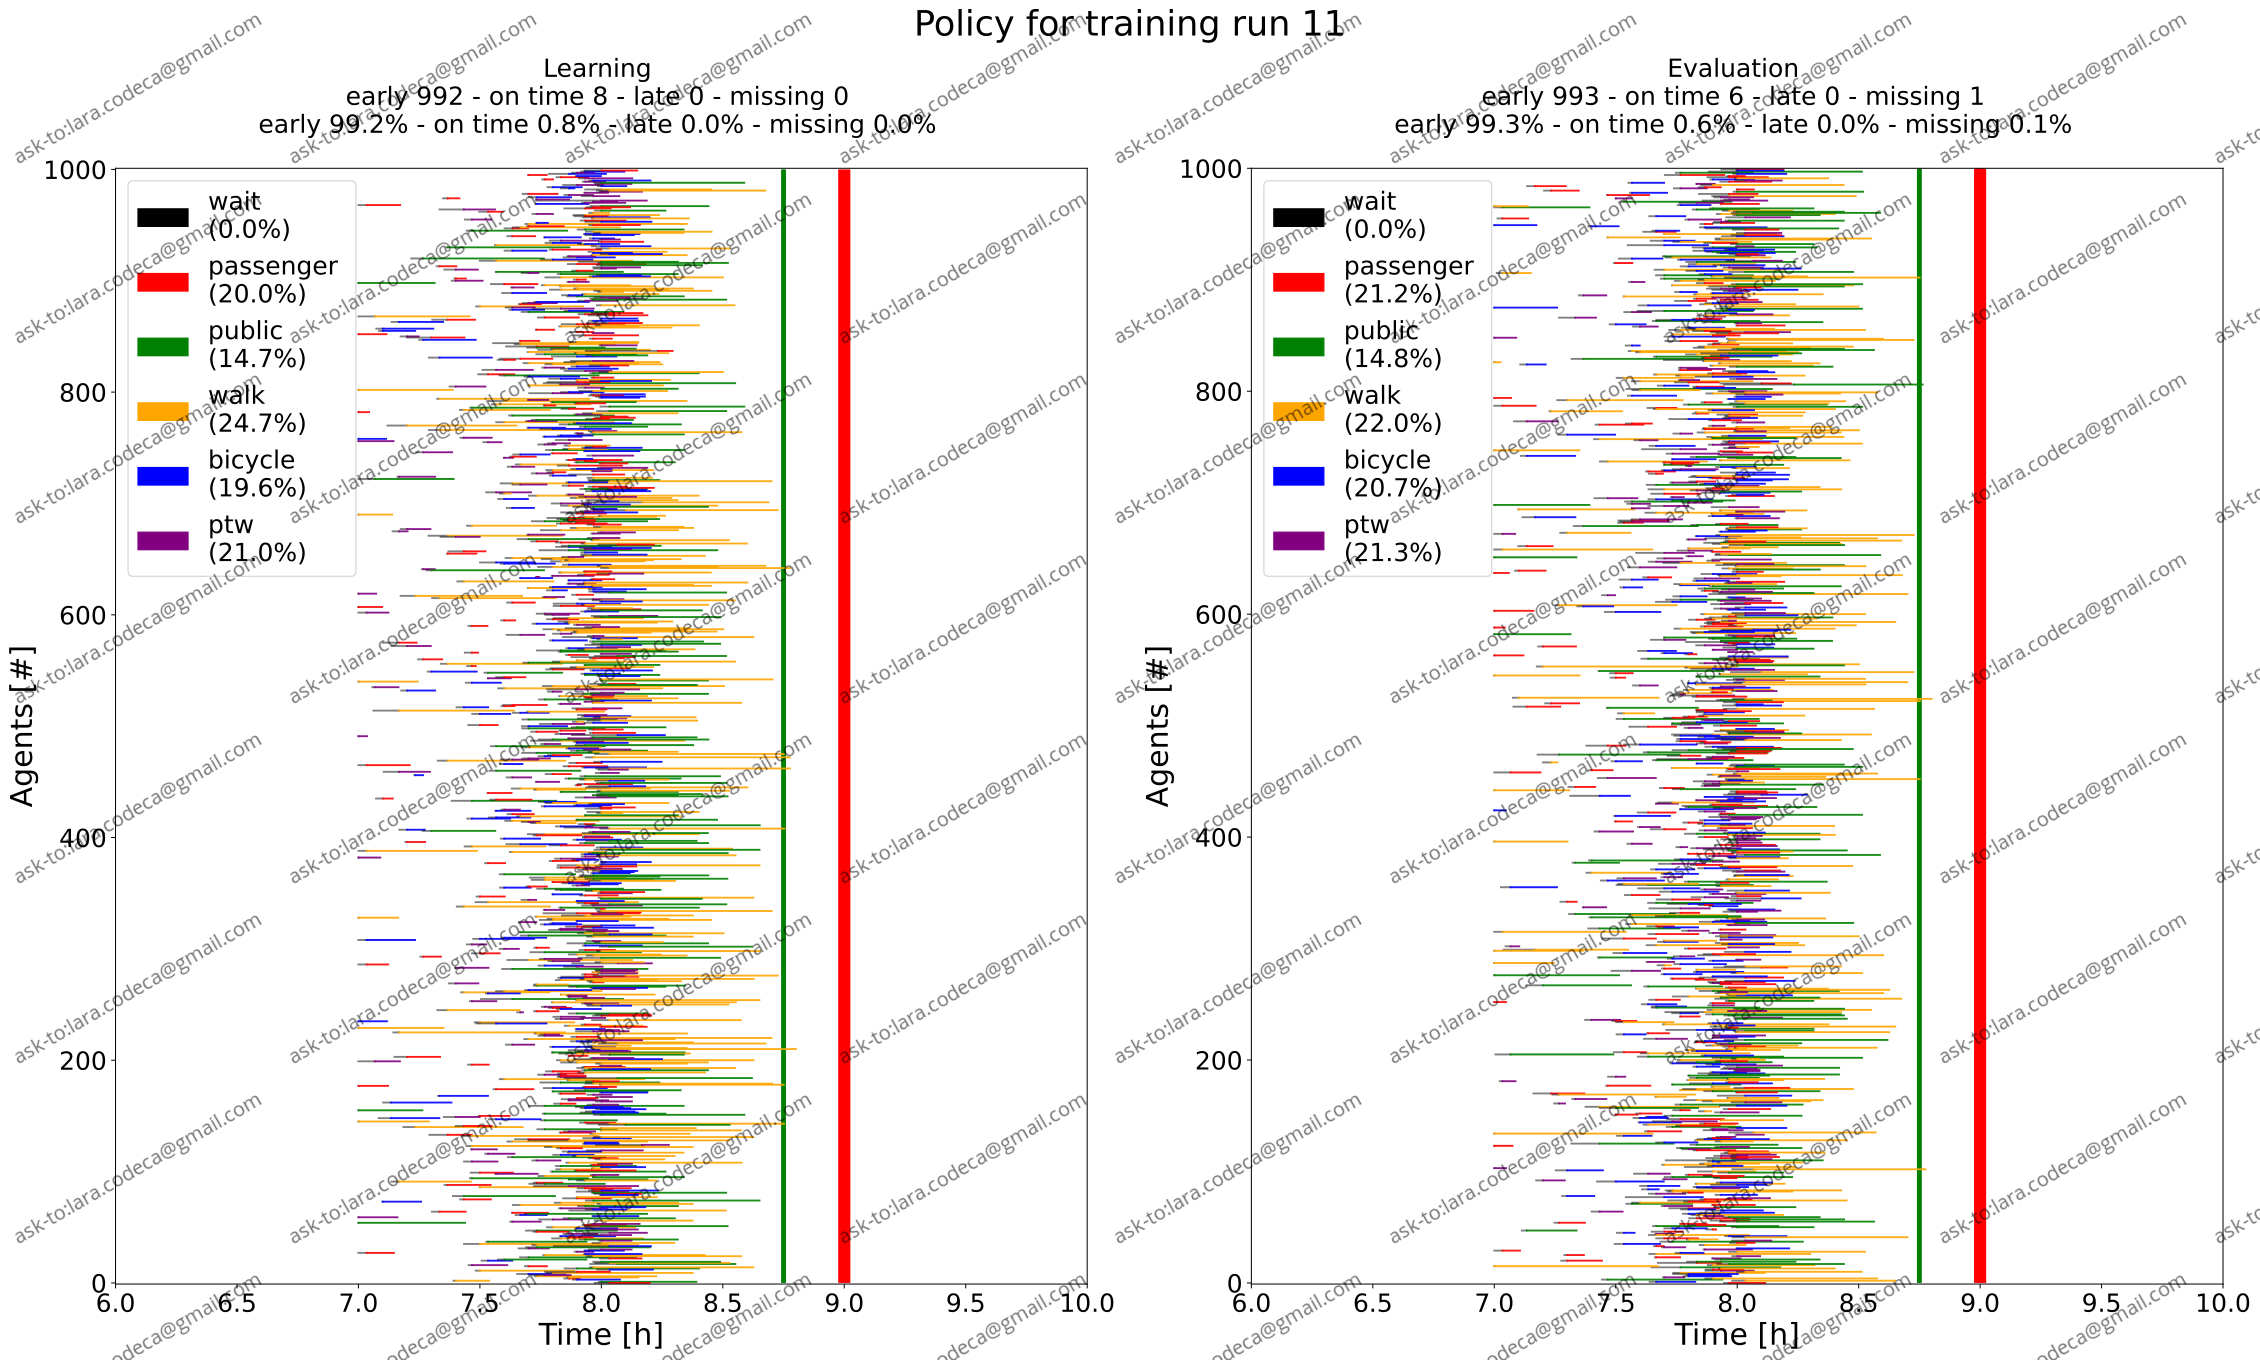 Policy for training run 11
Learning
early 992 - on time 8 - late 0 - missing 0
early 99.2% - on time 0.8% - late 0.0% - missing 0.0%
Evaluation
early 993 - on time 6 - late 0 - missing 1
early 99.3% - on time 0.6% - late 0.0% - missing 0.1%
wait
(0.0%)
passenger
(20.0%)
public
(14.7%)
walk
(24.7%)
bicycle
(19.6%)
ptw
(21.0%)
wait
(0.0%)
passenger
(21.2%)
public
(14.8%)
walk
(22.0%)
bicycle
(20.7%)
ptw
(21.3%)
Agents [#]
1000
800
600
400
200
0
6.0 6.5 7.0 7.5 8.0 8.5 9.0 9.5 10.0
Time [h]
Agents [#]
1000
800
600
400
200
0
6.0 6.5 7.0 7.5 8.0 8.5 9.0 9.5 10.0
Time [h]
ask-to:lara.codeca@gmail.com